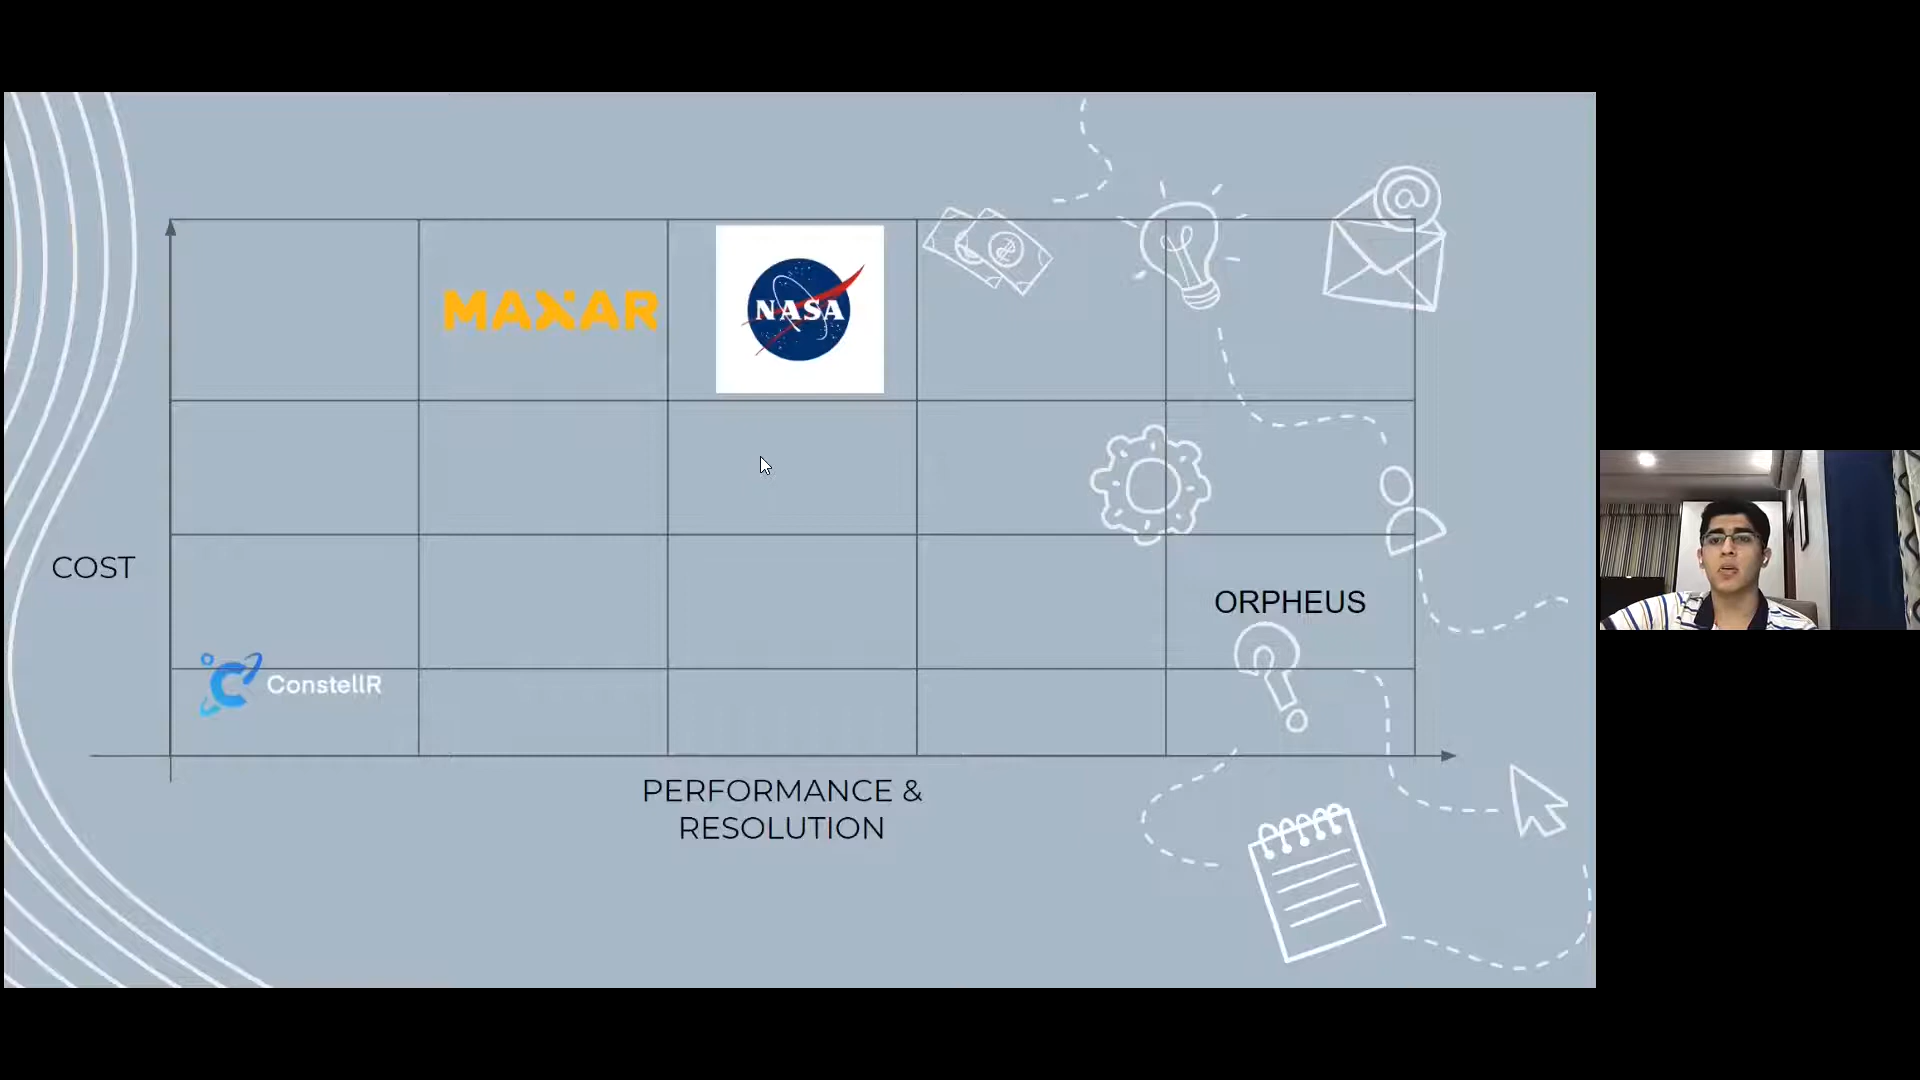 MAXAR
NASA
COST
ORPHEUS
ConstellR
PERFORMANCE &
RESOLUTION